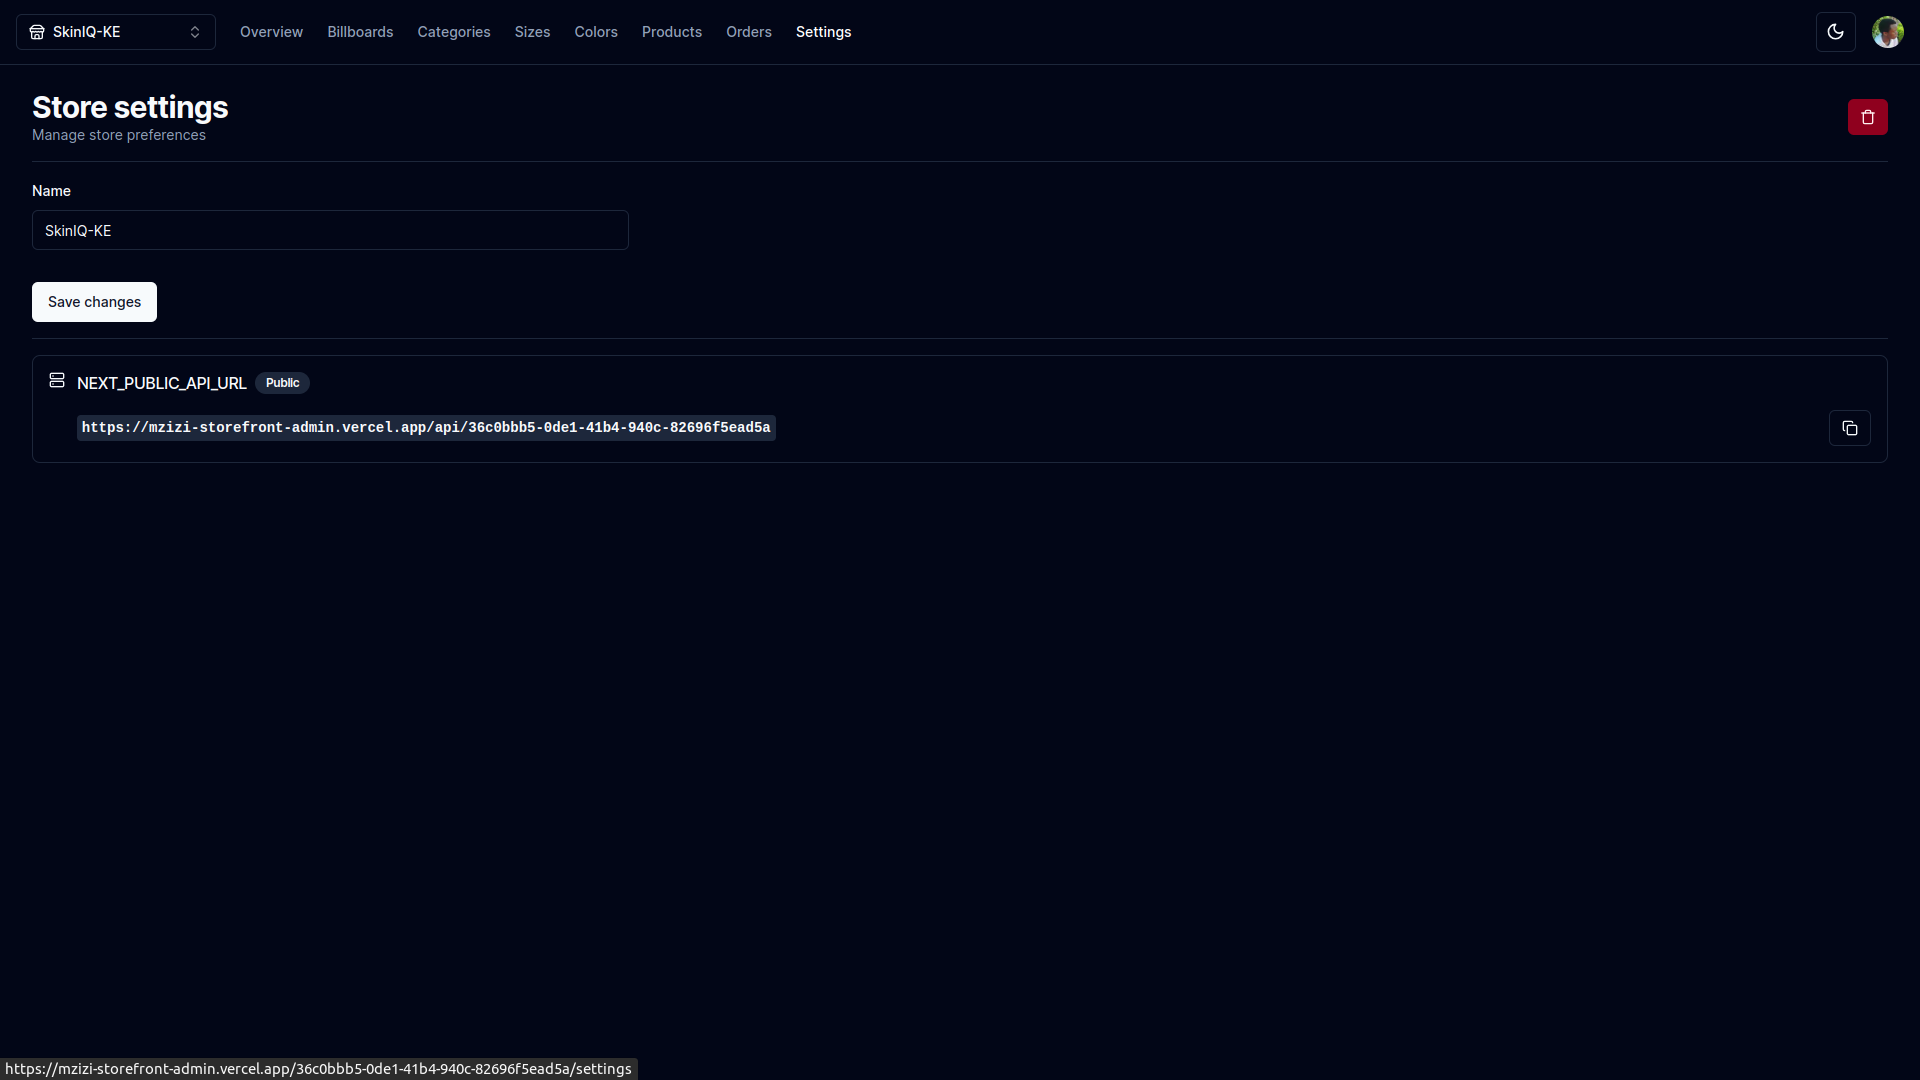 SkinIQ-KE Overview Billboards Categories Sizes Colors Products Orders Settings
Store settings
Manage store preferences
Name
SkinIQ-KE
Save changes
NEXT_PUBLIC_API_URL Public
https://mzizi-storefront-admin.vercel.app/api/36c0bbb5-0de1-41b4-940c-82696f5ead5a
https://mzizi-storefront-admin.vercel.app/36c0bbb5-0de1-41b4-940c-82696f5ead5a/settings